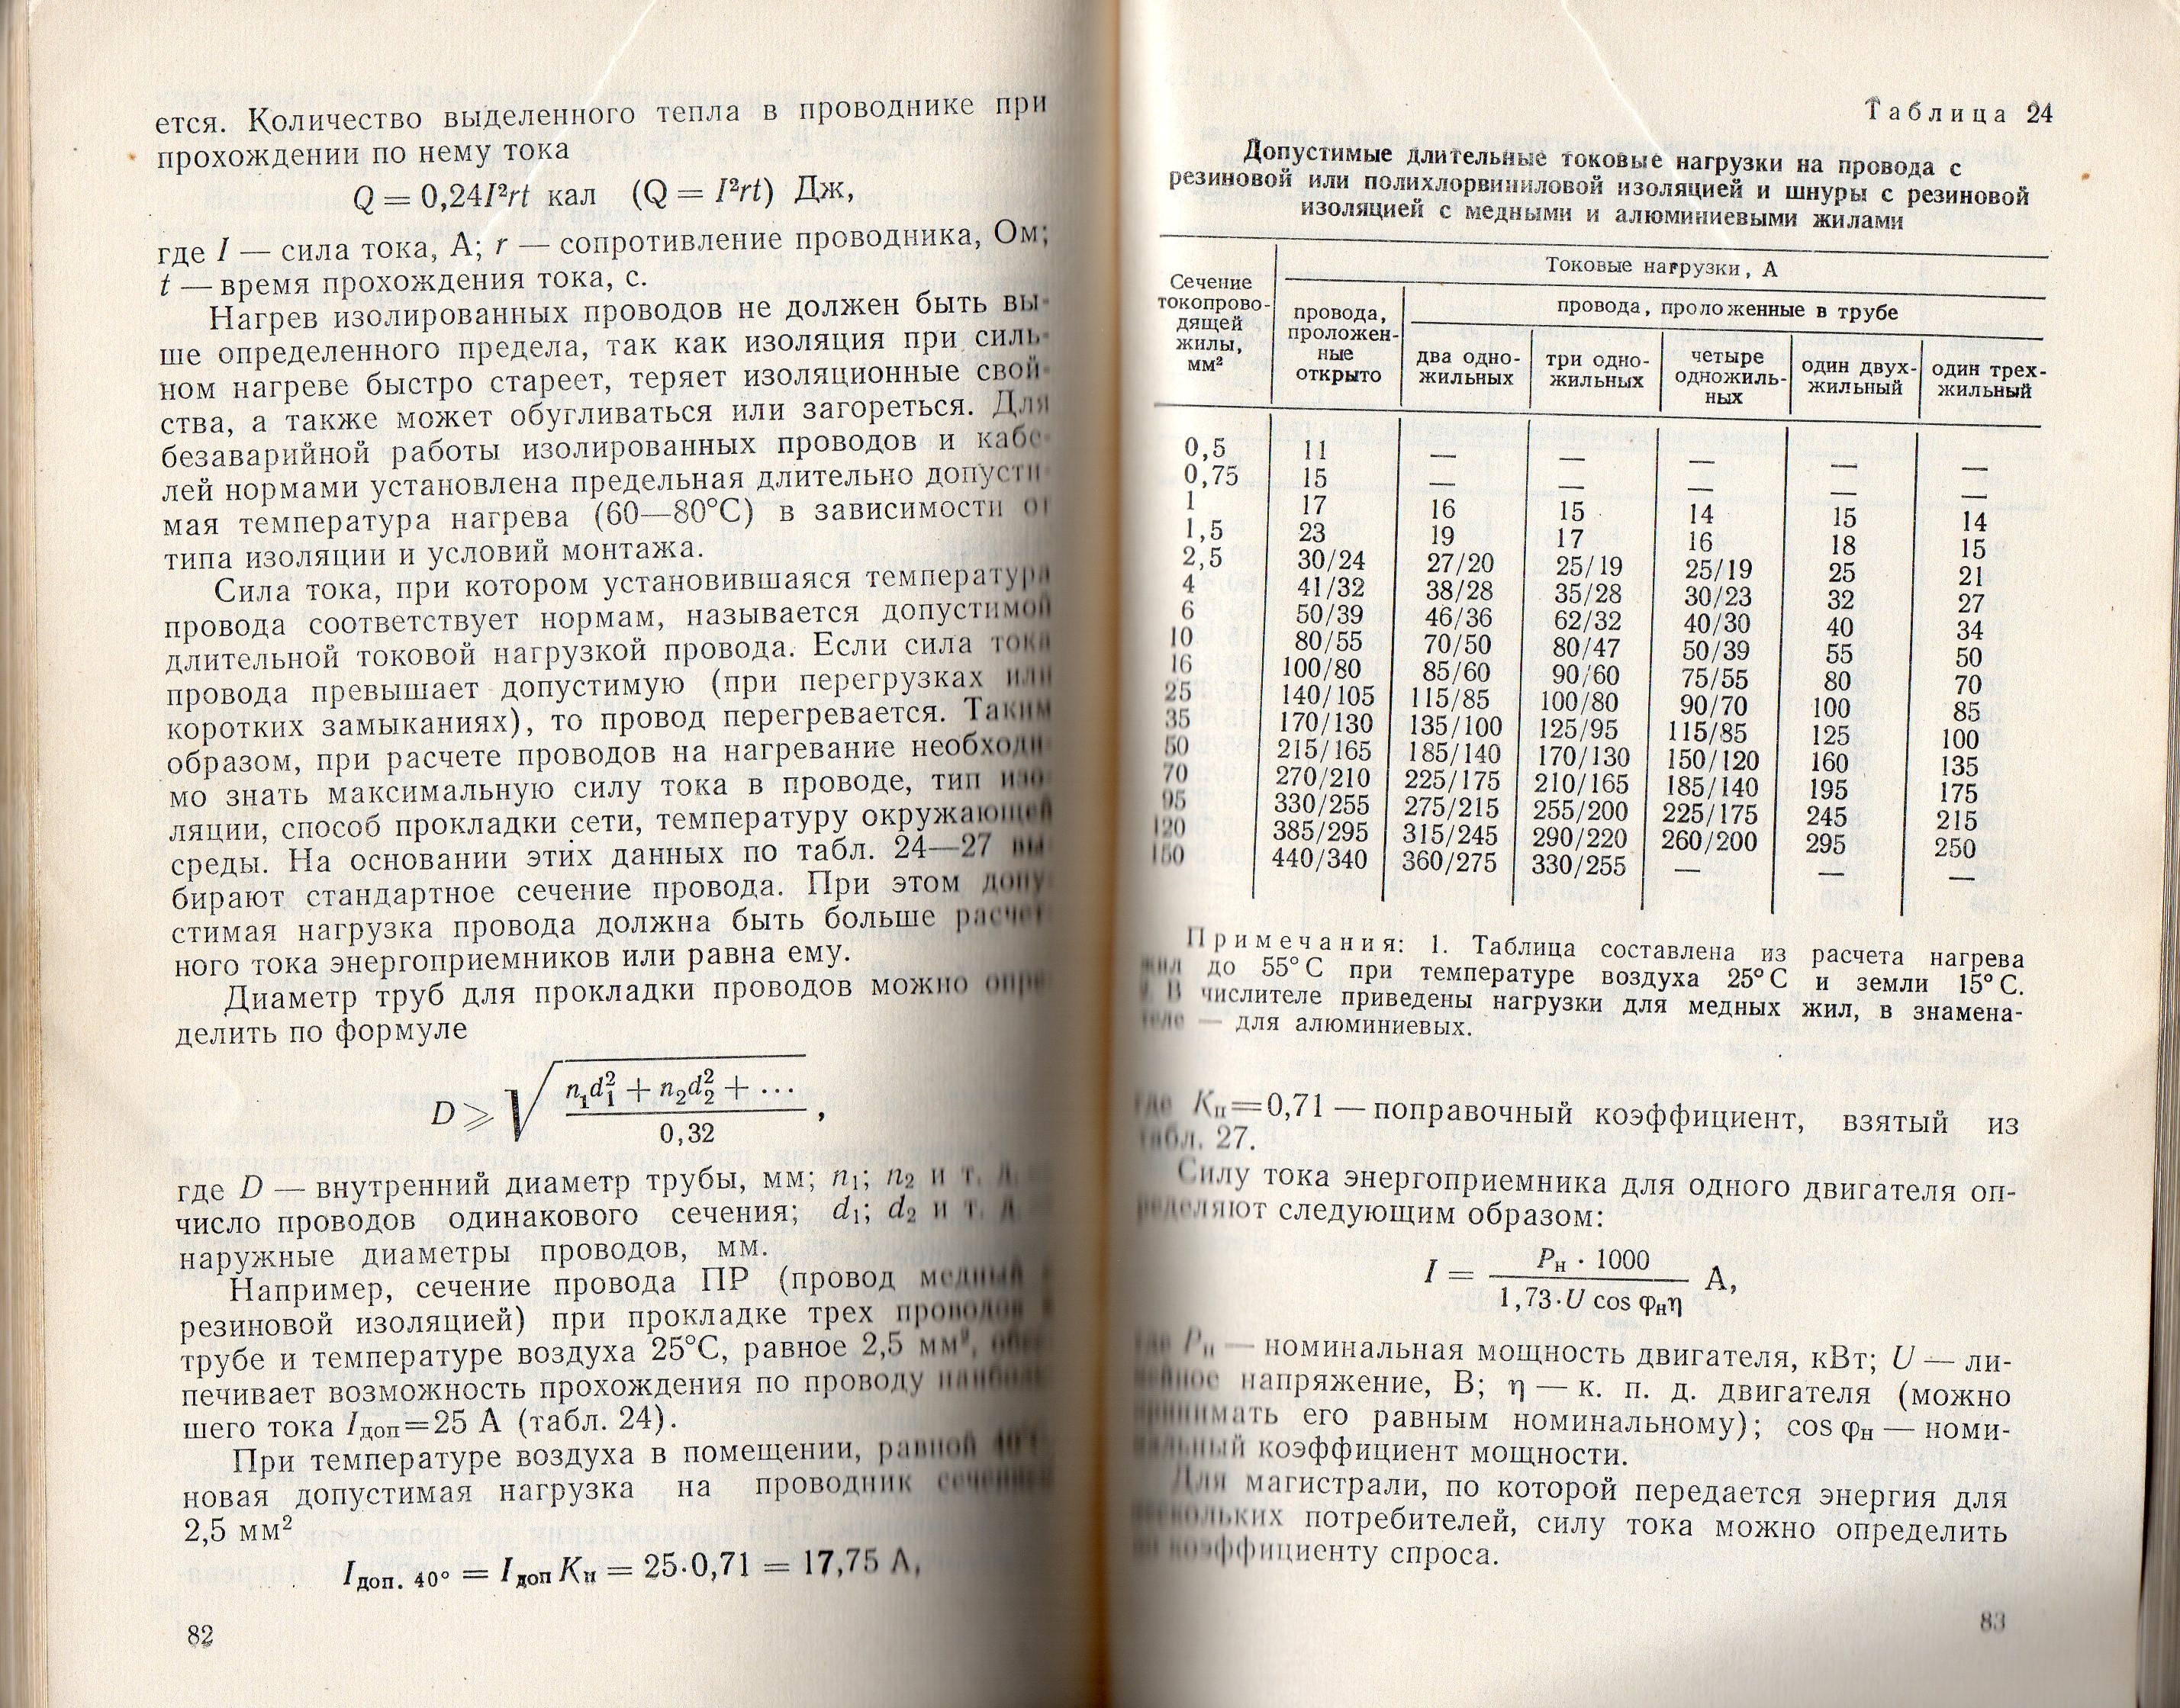 ется. Количество выделенного тепла в проводнике при
прохождении по нему тока
Q = 0,24I²rt кал (Q = I²rt) Дж,
где I — сила тока, А; r — сопротивление проводника, Ом;
t — время прохождения тока, с.
Нагрев изолированных проводов не должен быть вы-
ше определенного предела, так как изоляция при силь-
ном нагреве быстро стареет, теряет изоляционные свой-
ства, а также может обугливаться или загореться. Для
безаварийной работы изолированных проводов и кабе-
лей нормами установлена предельная длительно допусти-
мая температура нагрева (60—80°С) в зависимости от
типа изоляции и условий монтажа.
Сила тока, при котором установившаяся температура
провода соответствует нормам, называется допустимой
длительной токовой нагрузкой провода. Если сила тока
провода превышает допустимую (при перегрузках или
коротких замыканиях), то провод перегревается. Таким
образом, при расчете проводов на нагревание необходи-
мо знать максимальную силу тока в проводе, тип изо-
ляции, способ прокладки сети, температуру окружающей
среды. На основании этих данных по табл. 24—27 вы-
бирают стандартное сечение провода. При этом допу-
стимая нагрузка провода должна быть больше расчет-
ного тока энергоприемников или равна ему.
Диаметр труб для прокладки проводов можно опре-
делить по формуле
D ⩾ √ n₁d₁² + n₂d₂² + ...
0,32 ,
где D — внутренний диаметр трубы, мм; n₁; n₂ и т. д.
число проводов одинакового сечения; d₁; d₂ и т. д.
наружные диаметры проводов, мм.
Например, сечение провода ПР (провод медный с
резиновой изоляцией) при прокладке трех проводов в
трубе и температуре воздуха 25°С, равное 2,5 мм², обес-
печивает возможность прохождения по проводу наиболь-
шего тока Iдоп=25 А (табл. 24).
При температуре воздуха в помещении, равной 40°С,
новая допустимая нагрузка на проводник сечением
2,5 мм²
Iдоп. 40° = Iдоп Kн = 25·0,71 = 17,75 А,
82
Таблица 24
Допустимые длительные токовые нагрузки на провода с
резиновой или полихлорвиниловой изоляцией и шнуры с резиновой
изоляцией с медными и алюминиевыми жилами
Сечение токопрово-дящей жилы, мм²
Токовые нагрузки, А
провода, проложен-ные открыто
провода, проложенные в трубе
два одно-жильных
три одно-жильных
четыре одножиль-ных
один двух-жильный
один трех-жильный
0,5 11 — — — — —
0,75 15 — — — — —
1 17 16 15 14 15 14
1,5 23 19 17 16 18 15
2,5 30/24 27/20 25/19 25/19 25 21
4 41/32 38/28 35/28 30/23 32 27
6 50/39 46/36 62/32 40/30 40 34
10 80/55 70/50 80/47 50/39 55 50
16 100/80 85/60 90/60 75/55 80 70
25 140/105 115/85 100/80 90/70 100 85
35 170/130 135/100 125/95 115/85 125 100
50 215/165 185/140 170/130 150/120 160 135
70 270/210 225/175 210/165 185/140 195 175
95 330/255 275/215 255/200 225/175 245 215
120 385/295 315/245 290/220 260/200 295 250
150 440/340 360/275 330/255 — — —
Примечания: 1. Таблица составлена из расчета нагрева
жил до 55°С при температуре воздуха 25°С и земли 15°С.
В числителе приведены нагрузки для медных жил, в знамена-
теле — для алюминиевых.
где Kн=0,71 — поправочный коэффициент, взятый из
табл. 27.
Силу тока энергоприемника для одного двигателя оп-
ределяют следующим образом:
I = Pн · 1000
1,73·U cos φнη А,
где Pн — номинальная мощность двигателя, кВт; U — ли-
нейное напряжение, В; η — к. п. д. двигателя (можно
принимать его равным номинальному); cos φн — номи-
нальный коэффициент мощности.
Для магистрали, по которой передается энергия для
нескольких потребителей, силу тока можно определить
по коэффициенту спроса.
83